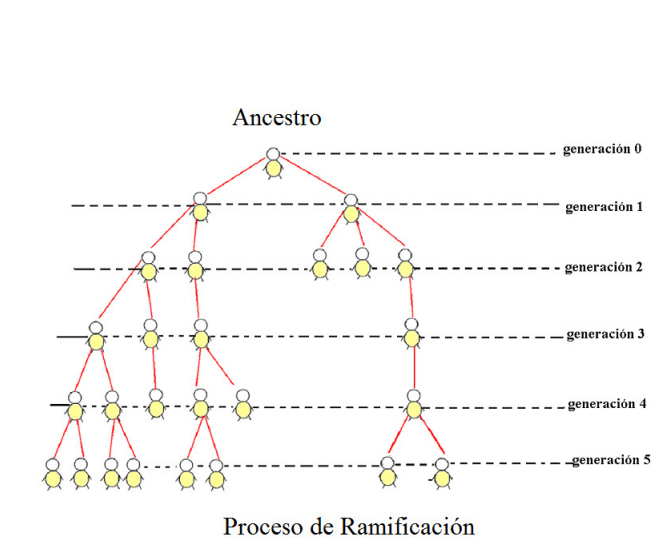 Ancestro
generación 0
generación 1
generación 2
generación 3
generación 4
generación 5
Proceso de Ramificación